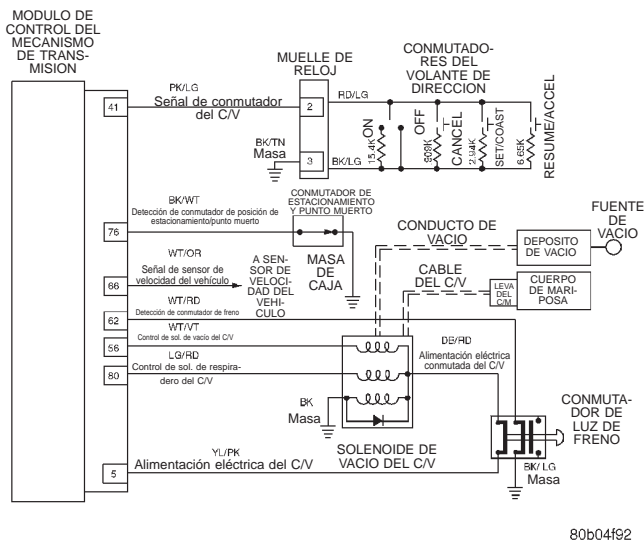 MODULO DE
CONTROL DEL
MECANISMO
DE TRANS-
MISION
41
PK/LG
Señal de conmutador
del C/V
MUELLE DE
RELOJ
2
3
BK/TN
Masa
RD/LG
BK/LG
CONMUTADO-
RES DEL
VOLANTE DE
DIRECCION
15.4K
ON
OFF
909K
CANCEL
2.94K
SET/COAST
6.65K
RESUME/ACCEL
76
BK/WT
Detección de conmutador de posición de
estacionamiento/punto muerto
CONMUTADOR DE
ESTACIONAMIENTO
Y PUNTO MUERTO
MASA
DE
CAJA
66
WT/OR
Señal de sensor de
velocidad del vehículo
A SEN-
SOR DE
VELOCI-
DAD DEL
VEHI-
CULO
62
WT/RD
Detección de conmutador de freno
56
WT/VT
Control de sol. de vacío del C/V
80
LG/RD
Control de sol. de respira-
dero del C/V
CONDUCTO DE
VACIO
DEPOSITO
DE VACIO
FUENTE
DE
VACIO
CABLE
DEL C/V
LEVA
DEL
C/M
CUERPO
DE MARI-
POSA
DB/RD
Alimentación eléctrica
conmutada del C/V
BK
Masa
SOLENOIDE DE
VACIO DEL C/V
CONMUTA-
DOR DE
LUZ DE
FRENO
BK/LG
Masa
5
YL/PK
Alimentación eléctrica del C/V
80b04f92